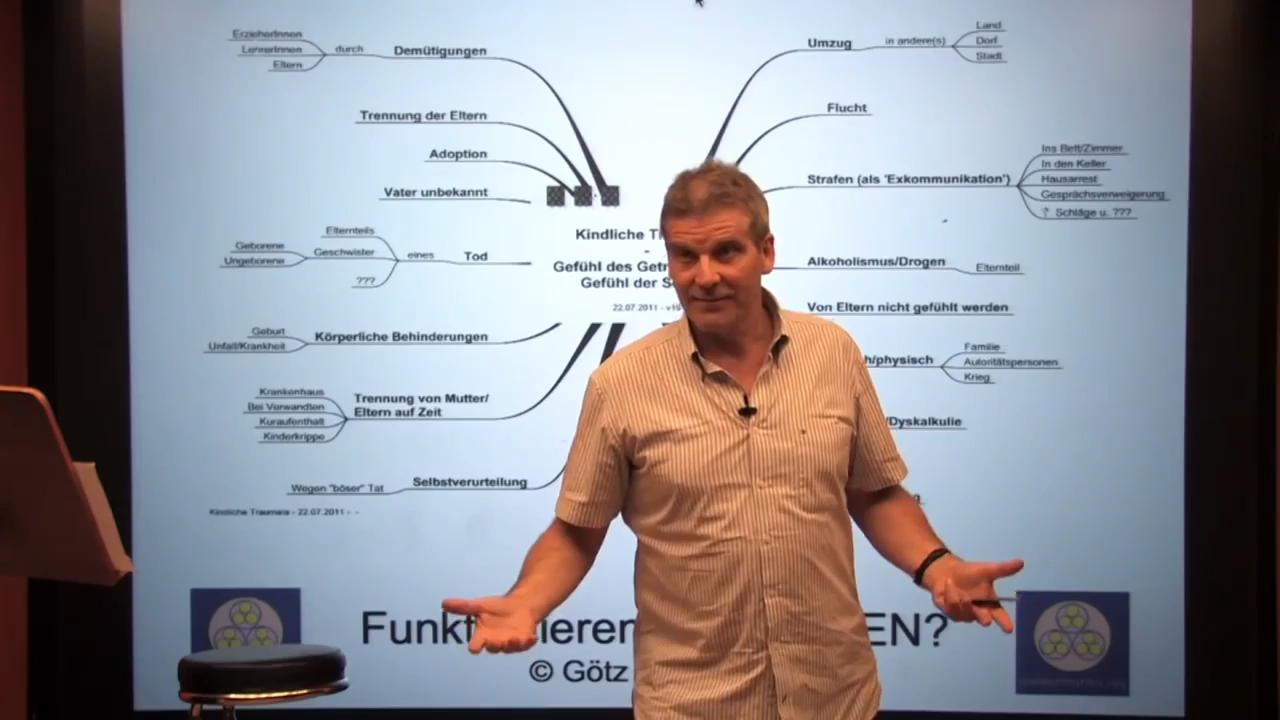 ErzieherInnen
LehrerInnen
Eltern
durch
Demütigungen
Trennung der Eltern
Adoption
Vater unbekannt
Elternteils
Geborene
Geschwister
Ungeborene
???
eines
Tod
Geburt
Unfall/Krankheit
Körperliche Behinderungen
Krankenhaus
Bei Verwandten
Kuraufenthalt
Kinderkrippe
Trennung von Mutter/
Eltern auf Zeit
Wegen "böser" Tat
Selbstverurteilung
Kindliche Traumata - 22.07.2011 - -
Kindliche
-
Gefühl des
Gefühl der
22.07.2011 -
Umzug
in andere(s)
Land
Dorf
Stadt
Flucht
Strafen (als 'Exkommunikation')
Ins Bett/Zimmer
In den Keller
Hausarrest
Gesprächsverweigerung
? Schläge u. ???
Alkoholismus/Drogen
Elternteil
Von Eltern nicht gefühlt werden
h/physisch
Familie
Autoritätspersonen
Krieg
/Dyskalkulie
Funkt ieren EN?
© Götz